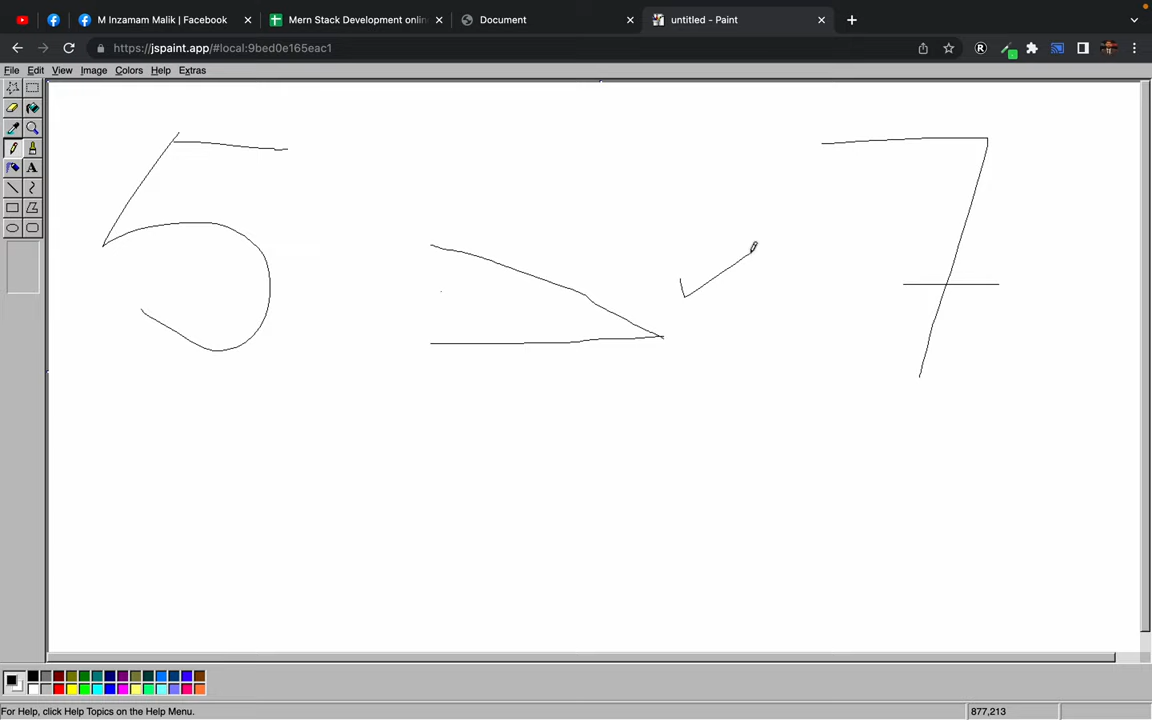 M Inzamam Malik | Facebook
Mern Stack Development onlin
Document
untitled - Paint
https://jspaint.app/#local:9bed0e165eac1
File Edit View Image Colors Help Extras
5 > 7
For Help, click Help Topics on the Help Menu.
877,213